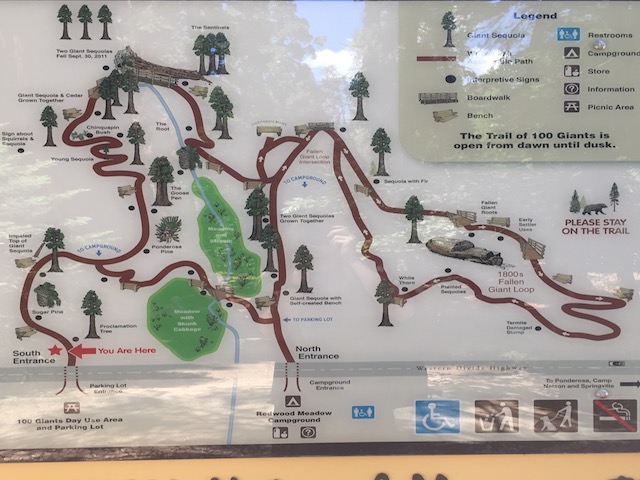 Legend
Giant Sequoia
Restrooms
Campground
Path
Store
Interpretive Signs
Information
Boardwalk
Bench
Picnic Area
The Trail of 100 Giants is
open from dawn until dusk.
The Sentinels
Two Giant Sequoias
Fell Sept. 30, 2011
Giant Sequoia & Cedar
Grown Together
Chinquapin
Bush
The
Root
Sign about
Squirrels &
Sequoia
Young Sequoia
Fallen
Giant Loop
Intersection
TO CAMPGROUND
Sequoia with Fir
The
Goose
Pen
Fallen
Giant
Roots
Early
Settler
Uses
PLEASE STAY
ON THE TRAIL
Two Giant Sequoias
Grown Together
Meadow
and
Stream
Ponderosa
Pine
Top of
Giant
Sequoia
TO CAMPGROUND
1800s
Fallen
Giant Loop
White
Thorn
Planted
Sequoias
Sugar Pine
Giant Sequoia with
Self-created Bench
Proclamation
Tree
Meadow
with
Skunk
Cabbage
TO PARKING LOT
Termite
Damaged
Stump
South
Entrance
You Are Here
North
Entrance
Western Divide Highway
Parking Lot
Entrance
Campground
Entrance
To Ponderosa, Camp
Nelson and Springville
100 Giants Day Use Area
and Parking Lot
Redwood Meadow
Campground